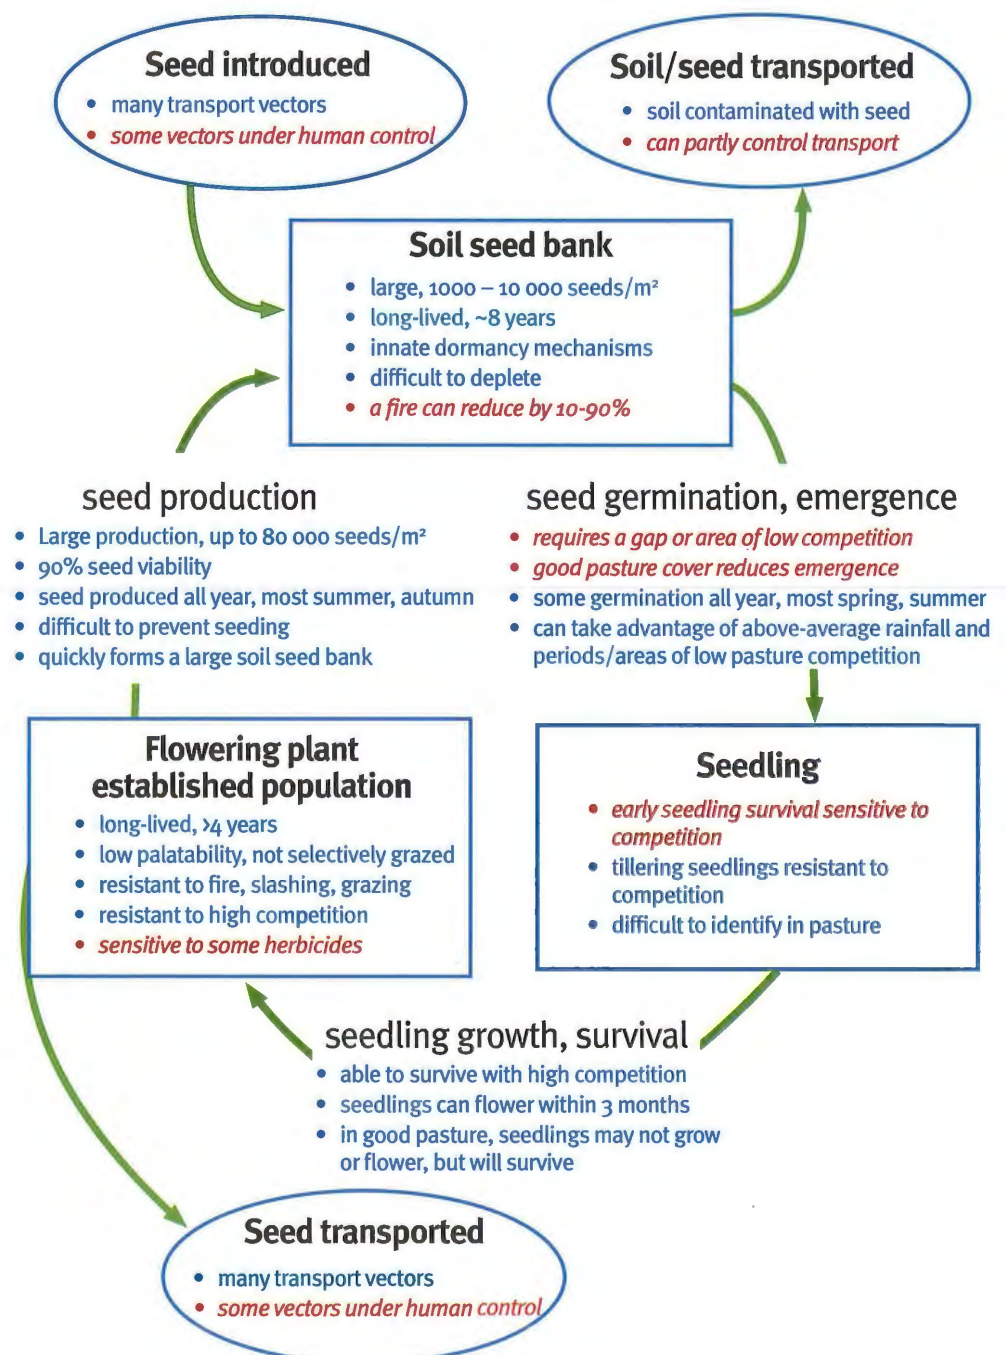 Seed introduced
• many transport vectors
• some vectors under human control
Soil/seed transported
• soil contaminated with seed
• can partly control transport
Soil seed bank
• large, 1000 – 10 000 seeds/m²
• long-lived, ~8 years
• innate dormancy mechanisms
• difficult to deplete
• a fire can reduce by 10-90%
seed production
• Large production, up to 80 000 seeds/m²
• 90% seed viability
• seed produced all year, most summer, autumn
• difficult to prevent seeding
• quickly forms a large soil seed bank
seed germination, emergence
• requires a gap or area of low competition
• good pasture cover reduces emergence
• some germination all year, most spring, summer
• can take advantage of above-average rainfall and
periods/areas of low pasture competition
Flowering plant
established population
• long-lived, >4 years
• low palatability, not selectively grazed
• resistant to fire, slashing, grazing
• resistant to high competition
• sensitive to some herbicides
Seedling
• early seedling survival sensitive to
competition
• tillering seedlings resistant to
competition
• difficult to identify in pasture
seedling growth, survival
• able to survive with high competition
• seedlings can flower within 3 months
• in good pasture, seedlings may not grow
or flower, but will survive
Seed transported
• many transport vectors
• some vectors under human control